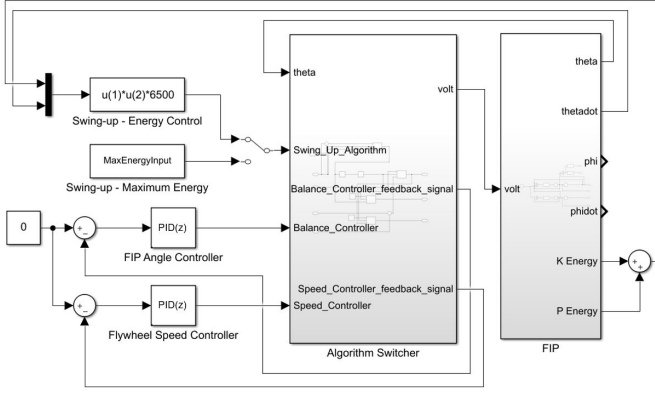 theta
volt
theta
thetadot
u(1)*u(2)*6500
Swing-up - Energy Control
MaxEnergyInput
Swing-up - Maximum Energy
Swing_Up_Algorithm
phi
volt
Balance_Controller_feedback_signal
phidot
0
+
−
PID(z)
FIP Angle Controller
Balance_Controller
K Energy
+
+
Speed_Controller_feedback_signal
+
−
PID(z)
Flywheel Speed Controller
Speed_Controller
P Energy
Algorithm Switcher
FIP